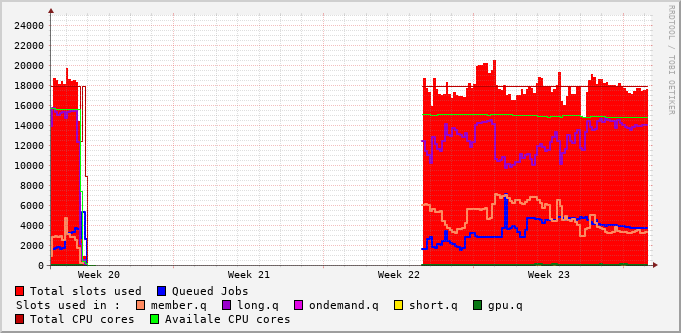 RRDTOOL / TOBI OETIKER
24000
22000
20000
18000
16000
14000
12000
10000
8000
6000
4000
2000
0
Week 20 Week 21 Week 22 Week 23
Total slots used Queued Jobs
Slots used in : member.q long.q ondemand.q short.q gpu.q
Total CPU cores Availale CPU cores